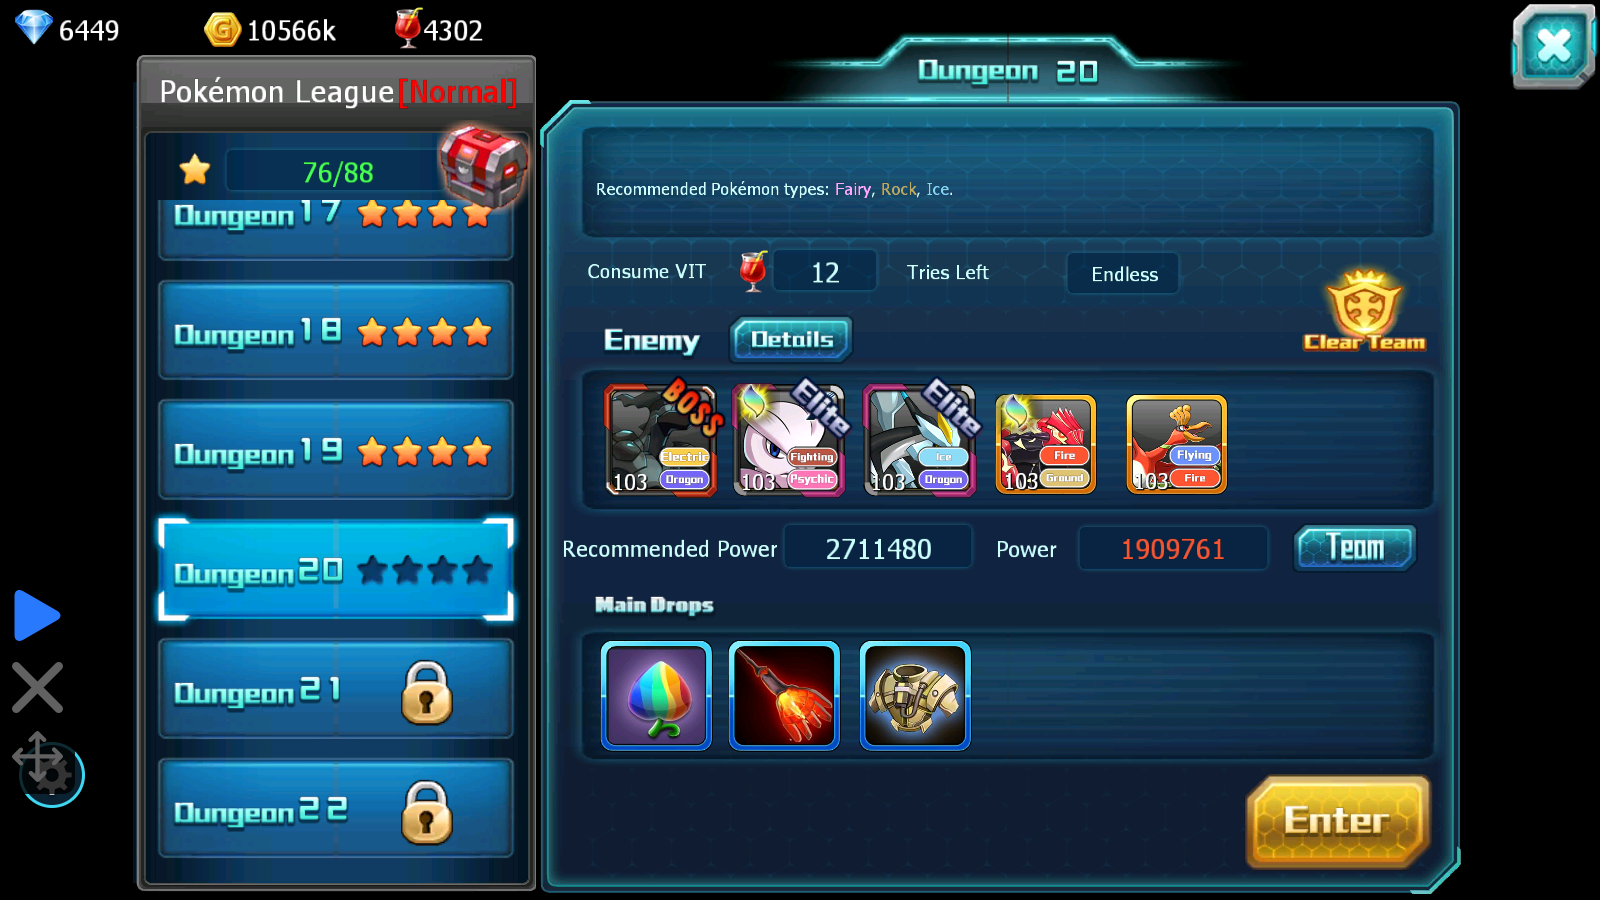 6449
10566k
4302
Pokémon League[Normal]
76/88
Dungeon 17
Dungeon 18
Dungeon 19
Dungeon 20
Dungeon 21
Dungeon 22
Dungeon 20
Recommended Pokémon types: Fairy, Rock, Ice.
Consume VIT 12 Tries Left Endless
Clear Team
Enemy Details
BOSS Electric Dragon 103
Elite Fighting Psychic 103
Elite Ice Dragon 103
Fire Ground 103
Flying Fire 103
Recommended Power 2711480 Power 1909761 Team
Main Drops
Enter